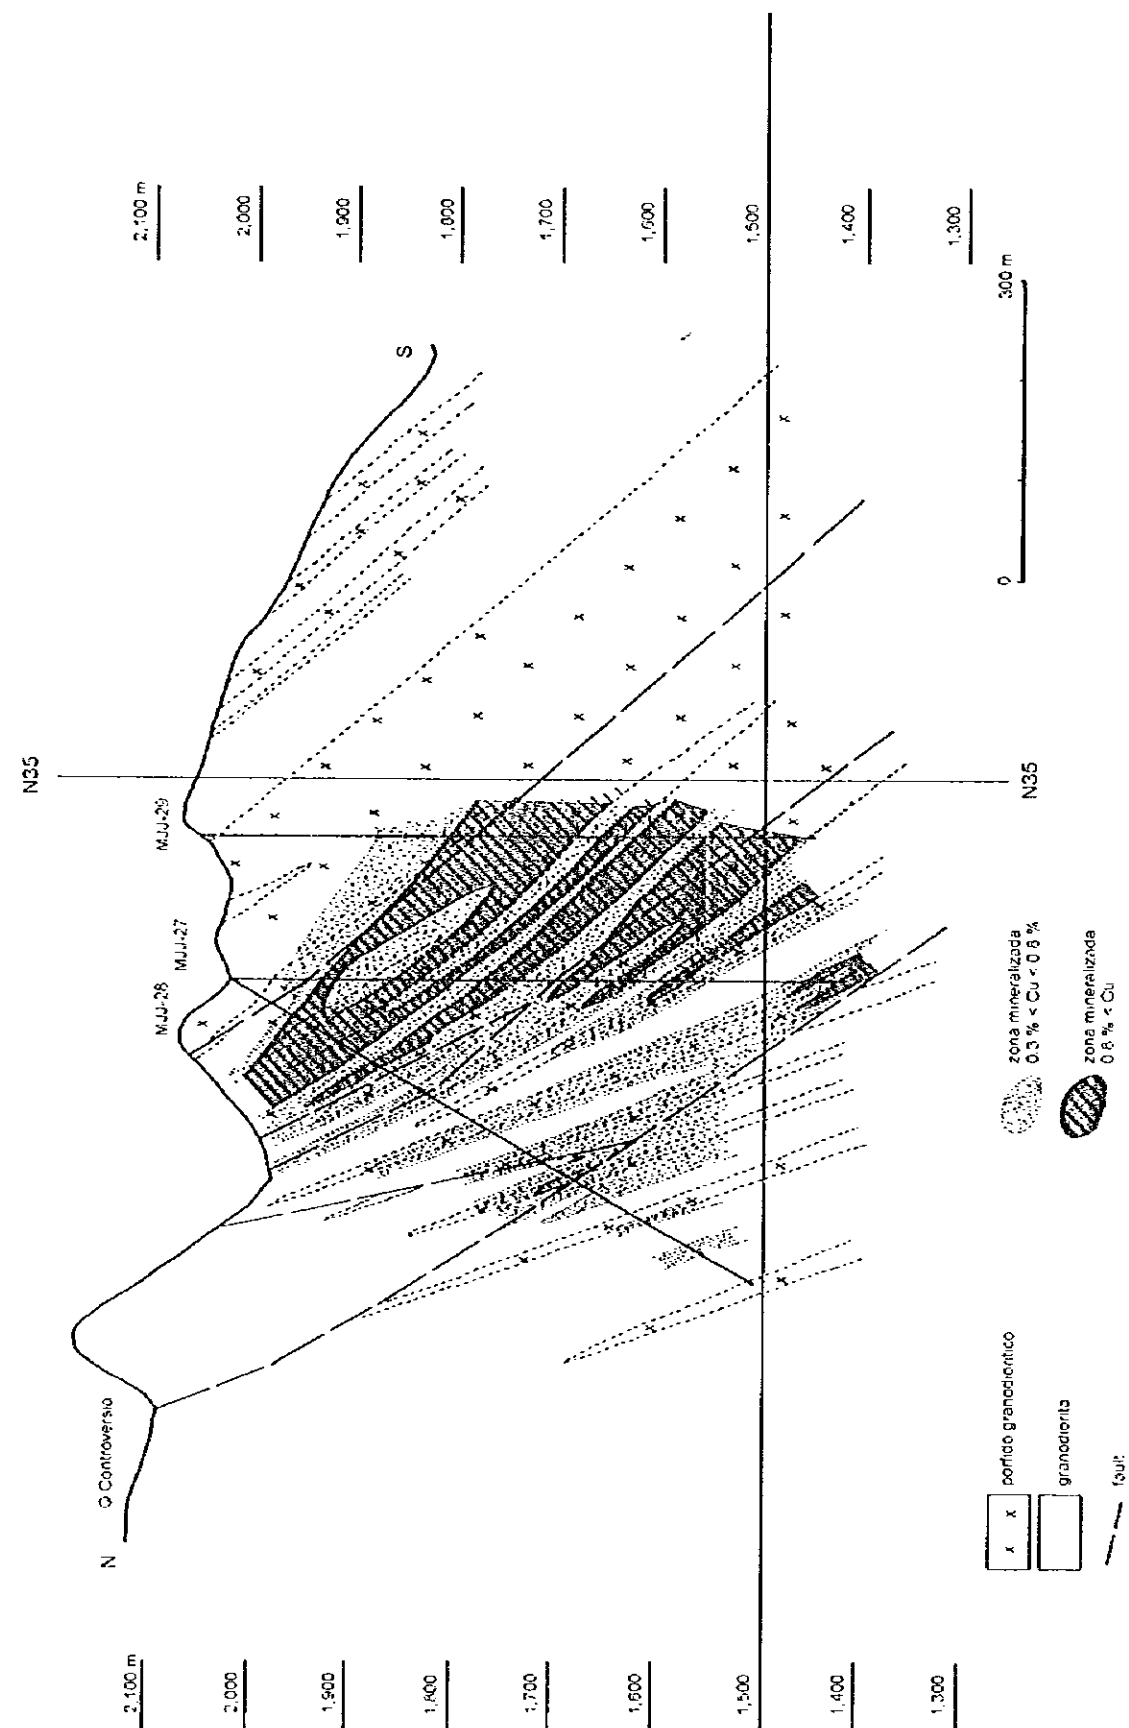 N
Q Controversia
MJJ-28
MJJ-27
MJJ-29
N35
S
2,100 m
2,000
1,900
1,800
1,700
1,600
1,500
1,400
1,300
2,100 m
2,000
1,900
1,800
1,700
1,600
1,500
1,400
1,300
N35
x x
porfido granodioritico
granodiorita
fault
zona mineralizada
0.3 % < Cu < 0.8 %
zona mineralizada
0.8 % < Cu
0
300 m